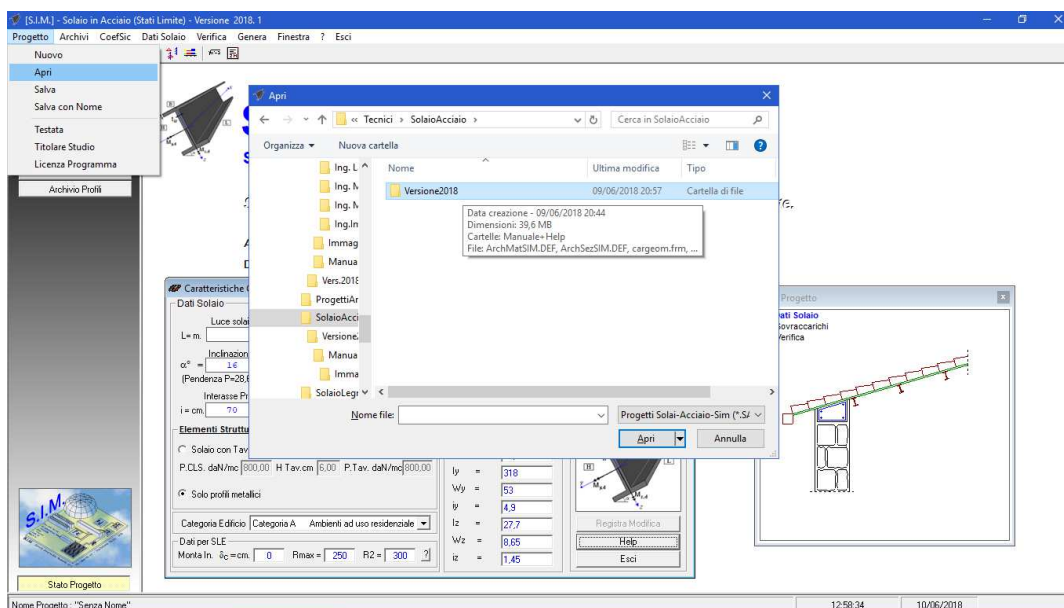 [S.I.M.] - Solaio in Acciaio (Stati Limite) - Versione 2018. 1
Progetto Archivi CoefSic Dati Solaio Verifica Genera Finestra ? Esci
Nuovo
Apri
Salva
Salva con Nome
Testata
Titolare Studio
Licenza Programma
Archivio Profili
Apri
« Tecnici › SolaioAcciaio ›
Cerca in SolaioAcciaio
Organizza Nuova cartella
Nome Ultima modifica Tipo
Ing. L
Ing. M
Ing. M
Ing.In
Immag
Manua
Vers.2018
ProgettiAr
SolaioAcci
Versione
Manua
Imma
SolaioLegr
Versione2018 09/06/2018 20:57 Cartella di file
Data creazione - 09/06/2018 20:44
Dimensioni: 39,6 MB
Cartelle: Manuale+Help
File: ArchMatSIM.DEF, ArchSezSIM.DEF, cargeom.frm, ...
Nome file: Progetti Solai-Acciaio-Sim (*.S
Apri Annulla
Caratteristiche
Dati Solaio
Luce solai
L= m.
Inclinazion
α° = 16
(Pendenza P=28,6
Interasse Pr
i = cm. 70
Elementi Struttu
Solaio con Tav
P.CLS. daN/mc 800,00 H Tav.cm 6,00 P.Tav. daN/mq 800,00
Solo profili metallici
Categoria Edificio Categoria A Ambienti ad uso residenziale
Dati per SLE
Monta In. δc = cm. 0 Rmax = 250 R2 = 300 ?
Iy = 318
Wy = 53
iy = 4,9
Iz = 27,7
Wz = 8,65
iz = 1,45
Registra Modifica
Help
Esci
Progetto
ati Solaio
ovraccarichi
erifica
S.I.M.
Stato Progetto
Nome Progetto : "Senza Nome" 12:58:34 10/06/2018